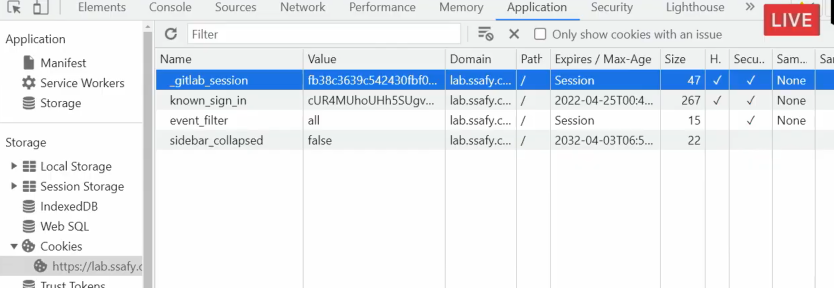 Elements Console Sources Network Performance Memory Application Security Lighthouse »
LIVE
Application
Manifest
Service Workers
Storage
Storage
Local Storage
Session Storage
IndexedDB
Web SQL
Cookies
https://lab.ssafy.c
Trust Tokens
Filter Only show cookies with an issue
Name Value Domain Path Expires / Max-Age Size H. Secu... Sam... Sar
_gitlab_session fb38c3639c542430fbf0... lab.ssafy.c... / Session 47 ✓ ✓ None
known_sign_in cUR4MUhoUHh5SUgv... lab.ssafy.c... / 2022-04-25T00:4... 267 ✓ ✓ None
event_filter all lab.ssafy.c... / Session 15 ✓ None
sidebar_collapsed false lab.ssafy.c... / 2032-04-03T06:5... 22